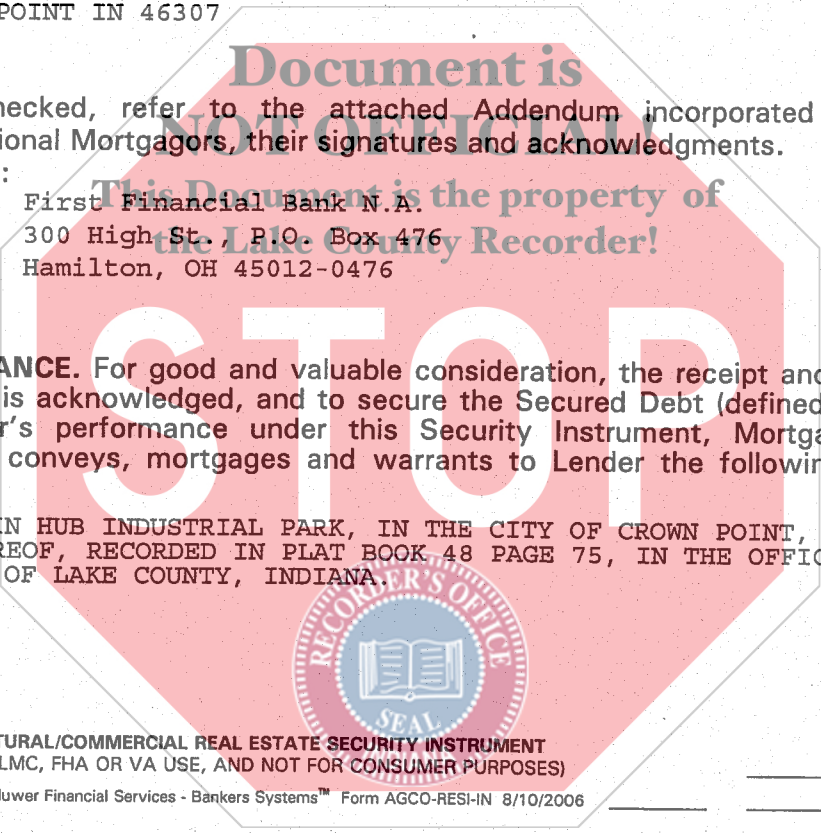 POINT IN 46307
Document is
hecked, refer to the attached Addendum incorporated
NOT OFFICIAL
ional Mortgagors, their signatures and acknowledgments.
:
This Document is the property of
First Financial Bank N.A.
300 High St., P.O. Box 476
the Lake County Recorder!
Hamilton, OH 45012-0476
STOP
ANCE. For good and valuable consideration, the receipt and
is acknowledged, and to secure the Secured Debt (defined
r's performance under this Security Instrument, Mortga
conveys, mortgages and warrants to Lender the followin
IN HUB INDUSTRIAL PARK, IN THE CITY OF CROWN POINT,
REOF, RECORDED IN PLAT BOOK 48 PAGE 75, IN THE OFFIC
OF LAKE COUNTY, INDIANA.
RECORDER'S OFFICE
SEAL
INDIANA
TURAL/COMMERCIAL REAL ESTATE SECURITY INSTRUMENT
LMC, FHA OR VA USE, AND NOT FOR CONSUMER PURPOSES)
luwer Financial Services - Bankers Systems™ Form AGCO-RESI-IN 8/10/2006